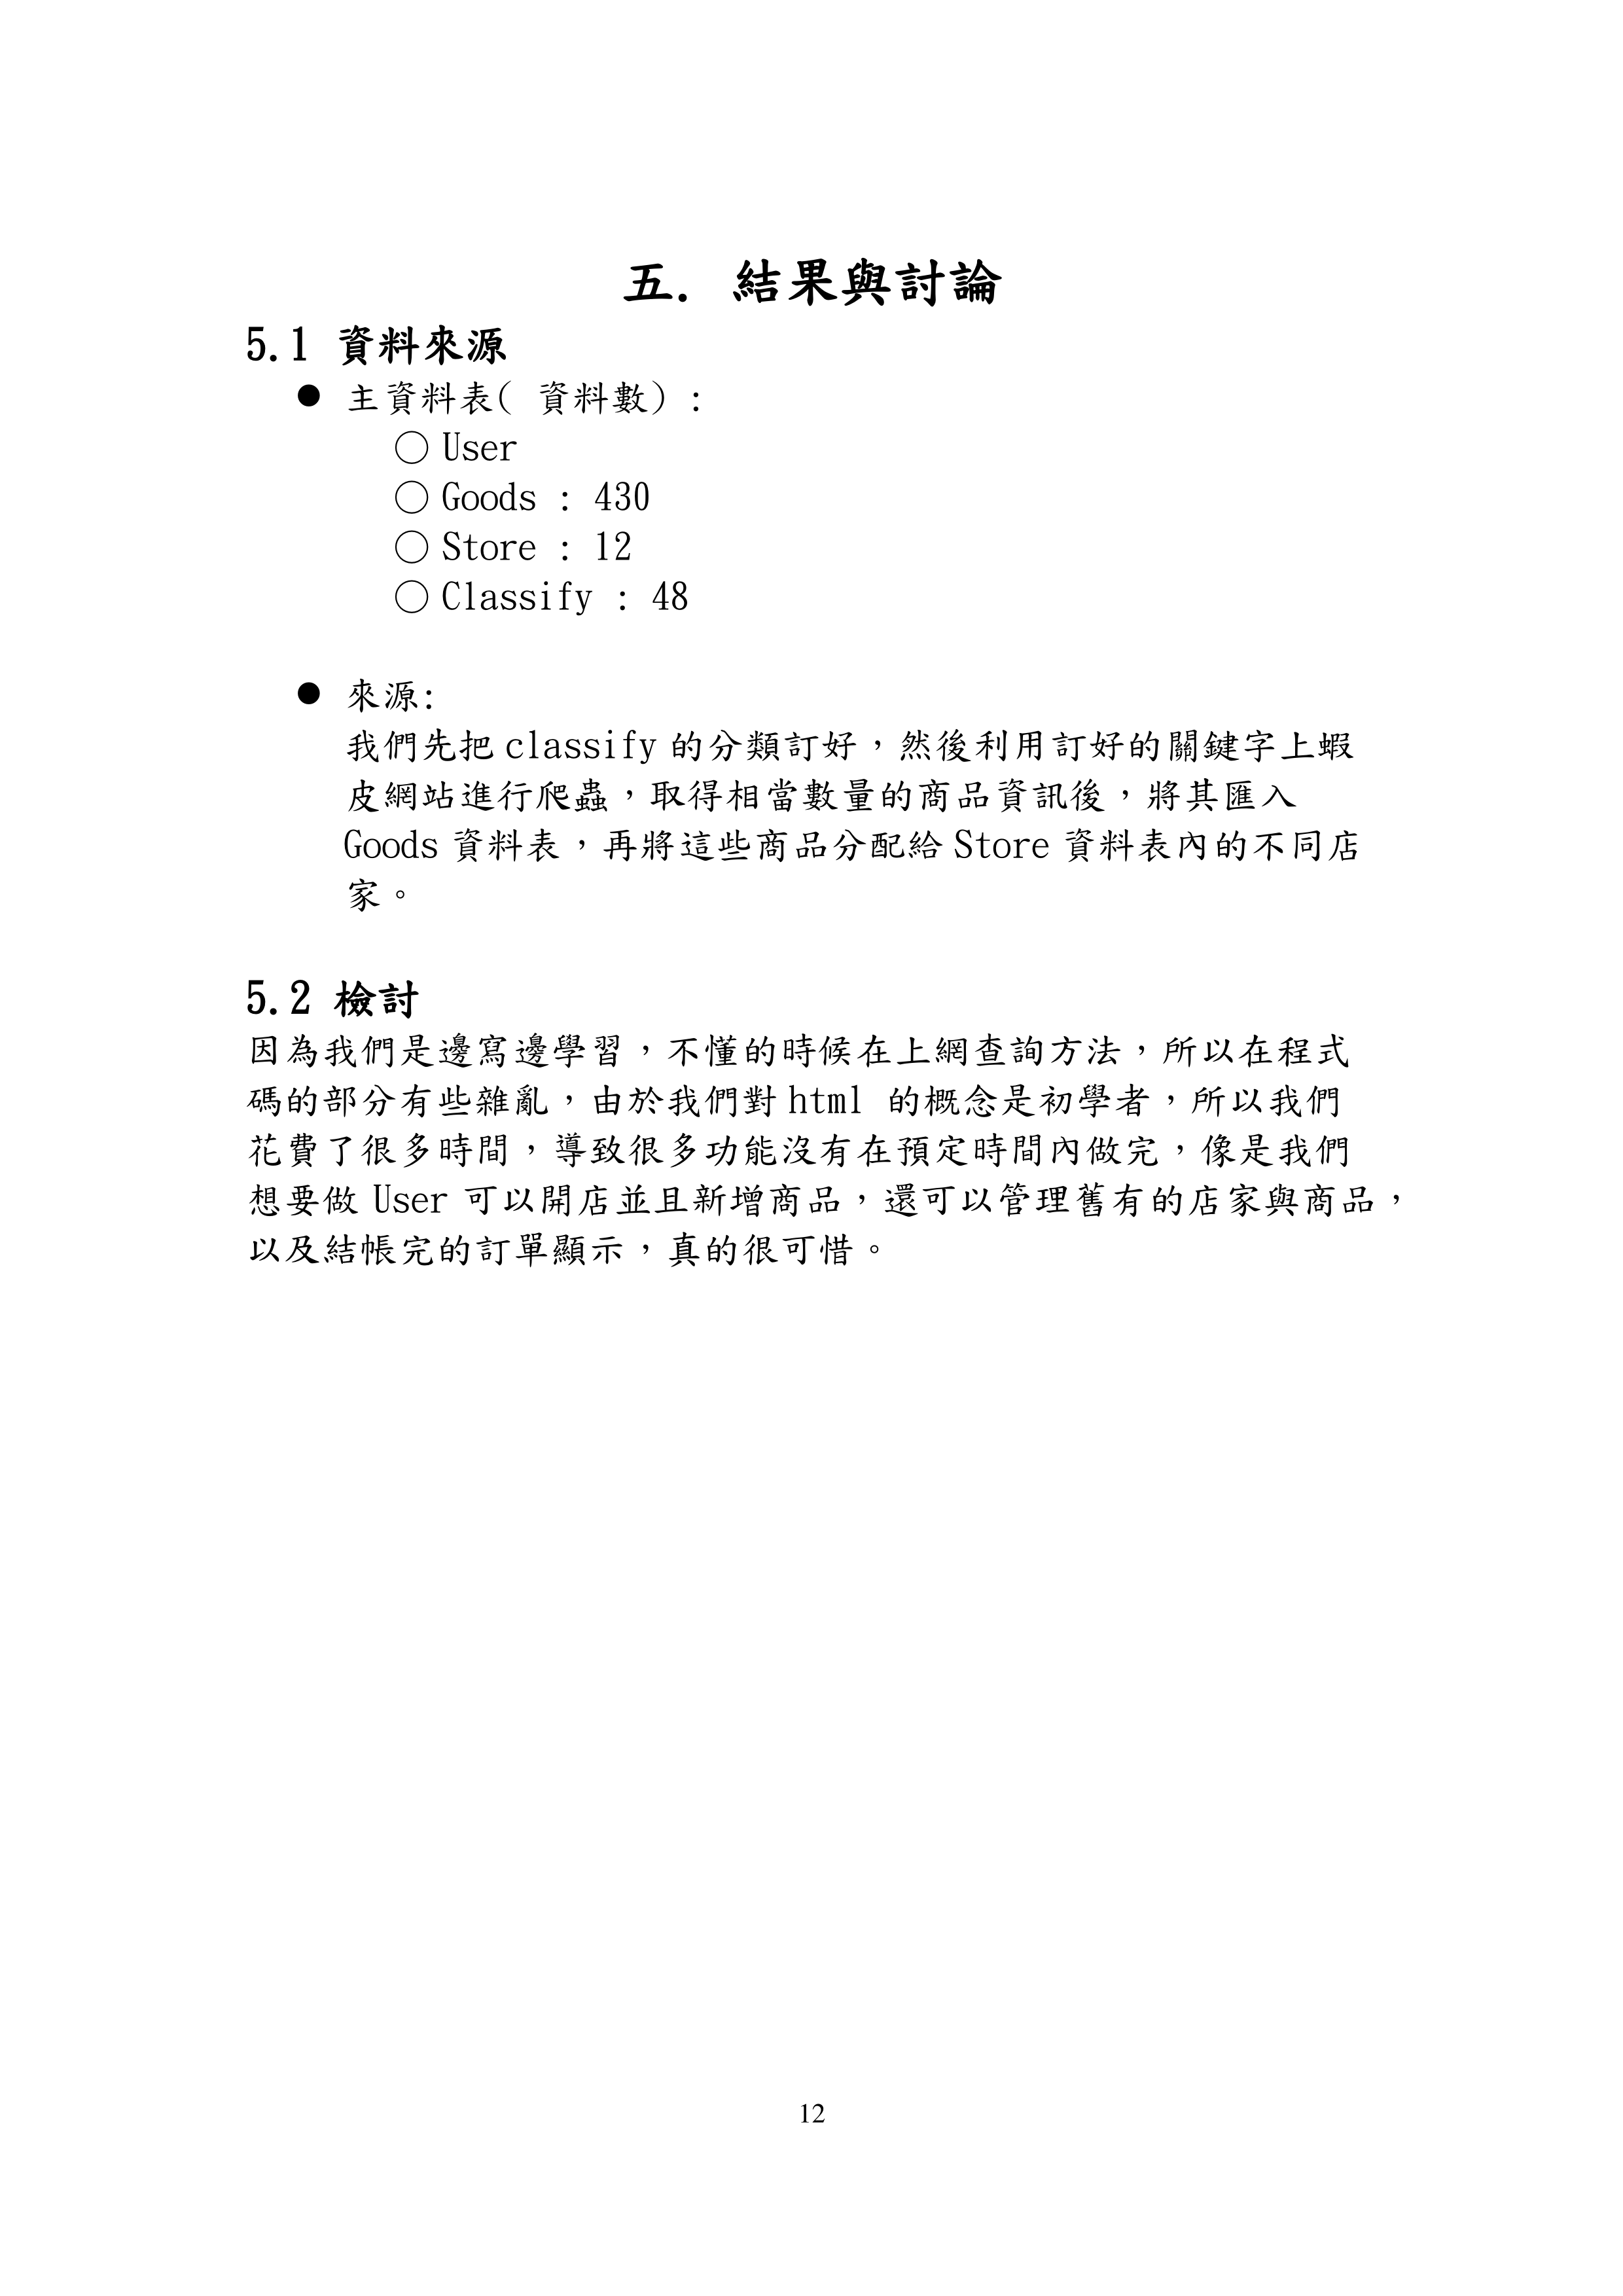 五. 結果與討論
5.1 資料來源
● 主資料表( 資料數) :
○ User
○ Goods : 430
○ Store : 12
○ Classify : 48
● 來源:
我們先把 classify 的分類訂好，然後利用訂好的關鍵字上蝦
皮網站進行爬蟲，取得相當數量的商品資訊後，將其匯入
Goods 資料表，再將這些商品分配給 Store 資料表內的不同店
家。
5.2 檢討
因為我們是邊寫邊學習，不懂的時候在上網查詢方法，所以在程式
碼的部分有些雜亂，由於我們對 html 的概念是初學者，所以我們
花費了很多時間，導致很多功能沒有在預定時間內做完，像是我們
想要做 User 可以開店並且新增商品，還可以管理舊有的店家與商品，
以及結帳完的訂單顯示，真的很可惜。
12